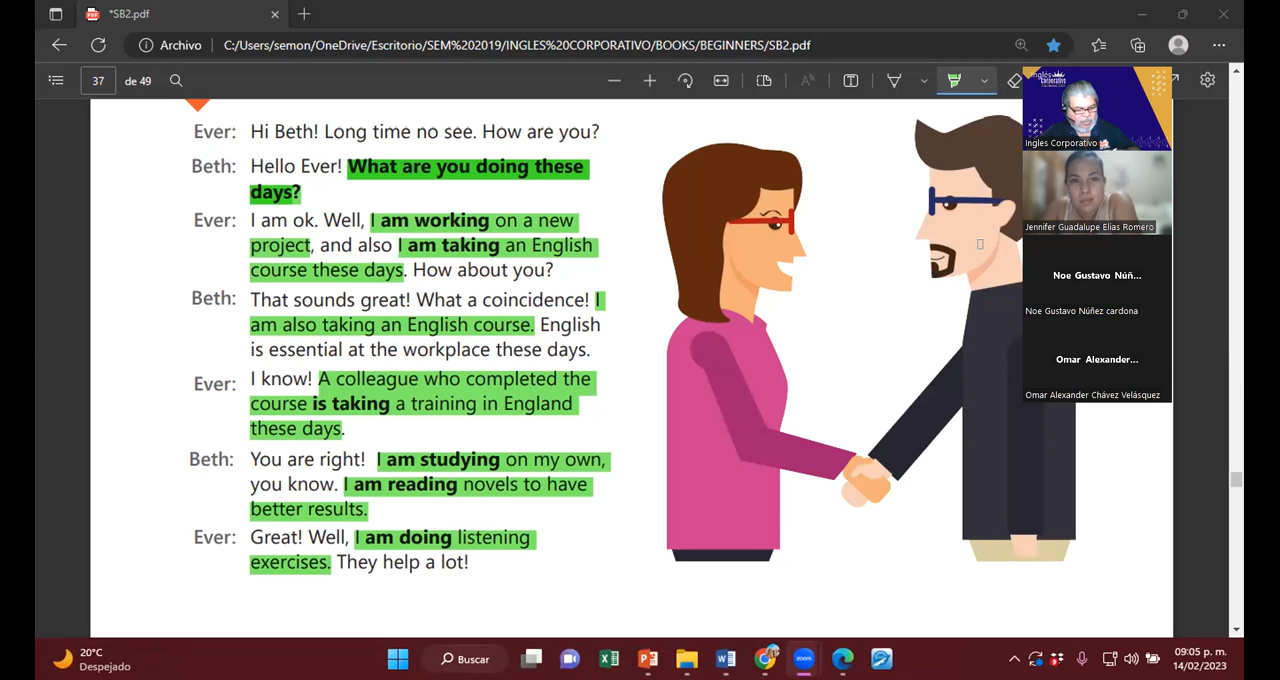 *SB2.pdf
Archivo
C:/Users/semon/OneDrive/Escritorio/SEM%202019/INGLES%20CORPORATIVO/BOOKS/BEGINNERS/SB2.pdf
37
de 49
Ever: Hi Beth! Long time no see. How are you?
Beth: Hello Ever! What are you doing these
days?
Ever: I am ok. Well, I am working on a new
project, and also I am taking an English
course these days. How about you?
Beth: That sounds great! What a coincidence! I
am also taking an English course. English
is essential at the workplace these days.
Ever: I know! A colleague who completed the
course is taking a training in England
these days.
Beth: You are right! I am studying on my own,
you know. I am reading novels to have
better results.
Ever: Great! Well, I am doing listening
exercises. They help a lot!
Inglés
Corporativo
Ingles Corporativo
Jennifer Guadalupe Elias Romero
Noe Gustavo Núñ...
Noe Gustavo Núñez cardona
Omar Alexander...
Omar Alexander Chávez Velásquez
20°C
Despejado
Buscar
zoom
09:05 p. m.
14/02/2023